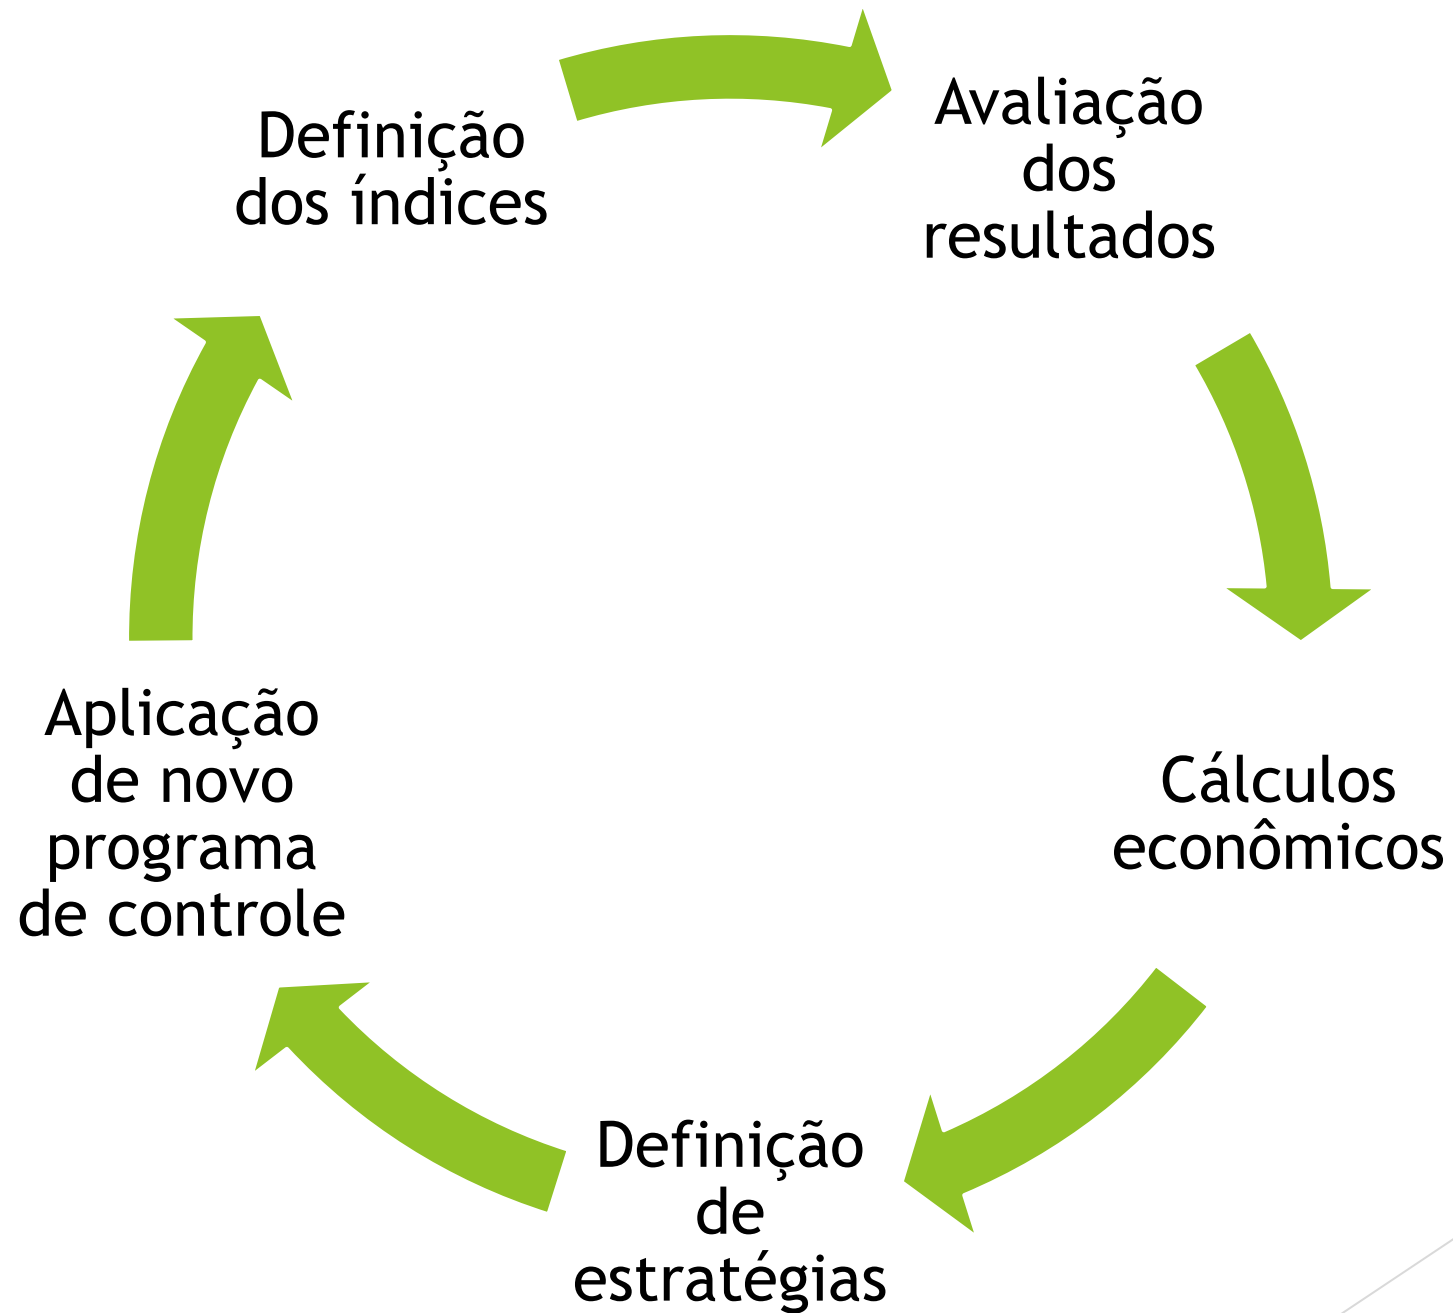 Definição
dos índices
Avaliação
dos
resultados
Cálculos
econômicos
Definição
de
estratégias
Aplicação
de novo
programa
de controle